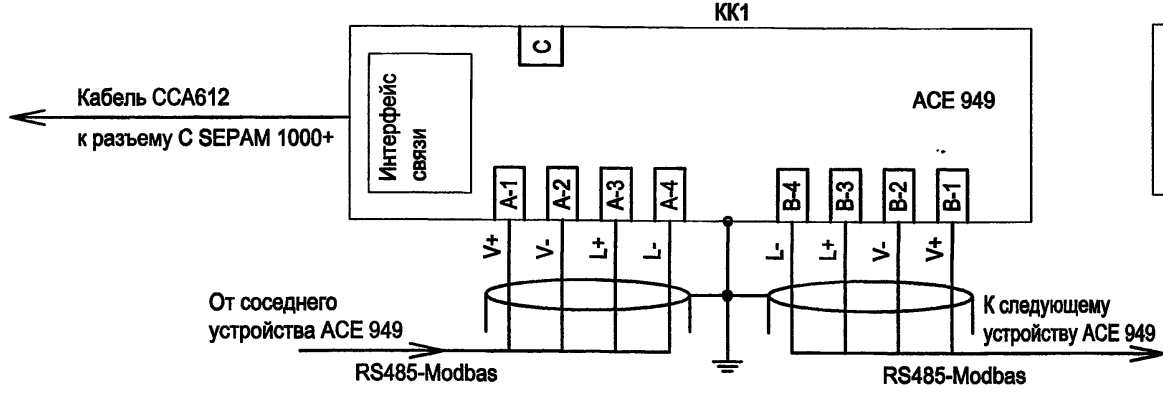 КК1
С
Интерфейс
связи
ACE 949
Кабель ССА612
к разъему С SEPAM 1000+
A-1
A-2
A-3
A-4
B-4
B-3
B-2
B-1
V+
V-
L+
L-
L-
L+
V-
V+
От соседнего
устройства ACE 949
К следующему
устройству ACE 949
RS485-Modbas
RS485-Modbas